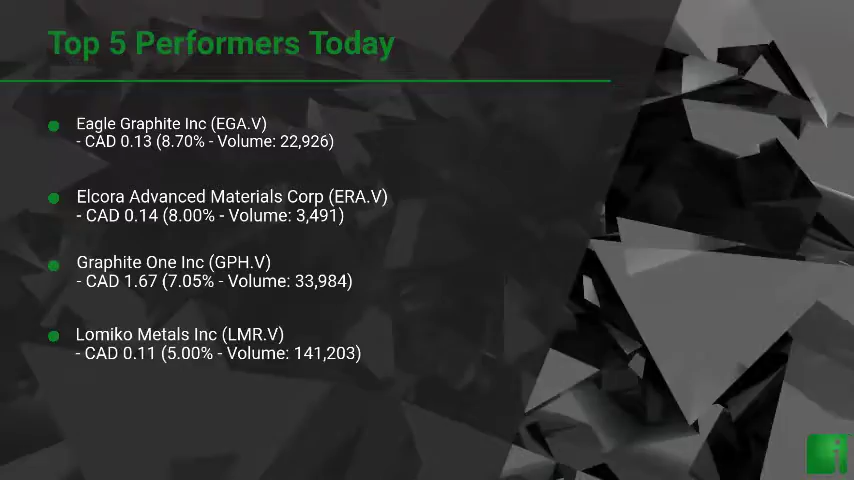 Top 5 Performers Today
Eagle Graphite Inc (EGA.V)
- CAD 0.13 (8.70% - Volume: 22,926)
Elcora Advanced Materials Corp (ERA.V)
- CAD 0.14 (8.00% - Volume: 3,491)
Graphite One Inc (GPH.V)
- CAD 1.67 (7.05% - Volume: 33,984)
Lomiko Metals Inc (LMR.V)
- CAD 0.11 (5.00% - Volume: 141,203)
i